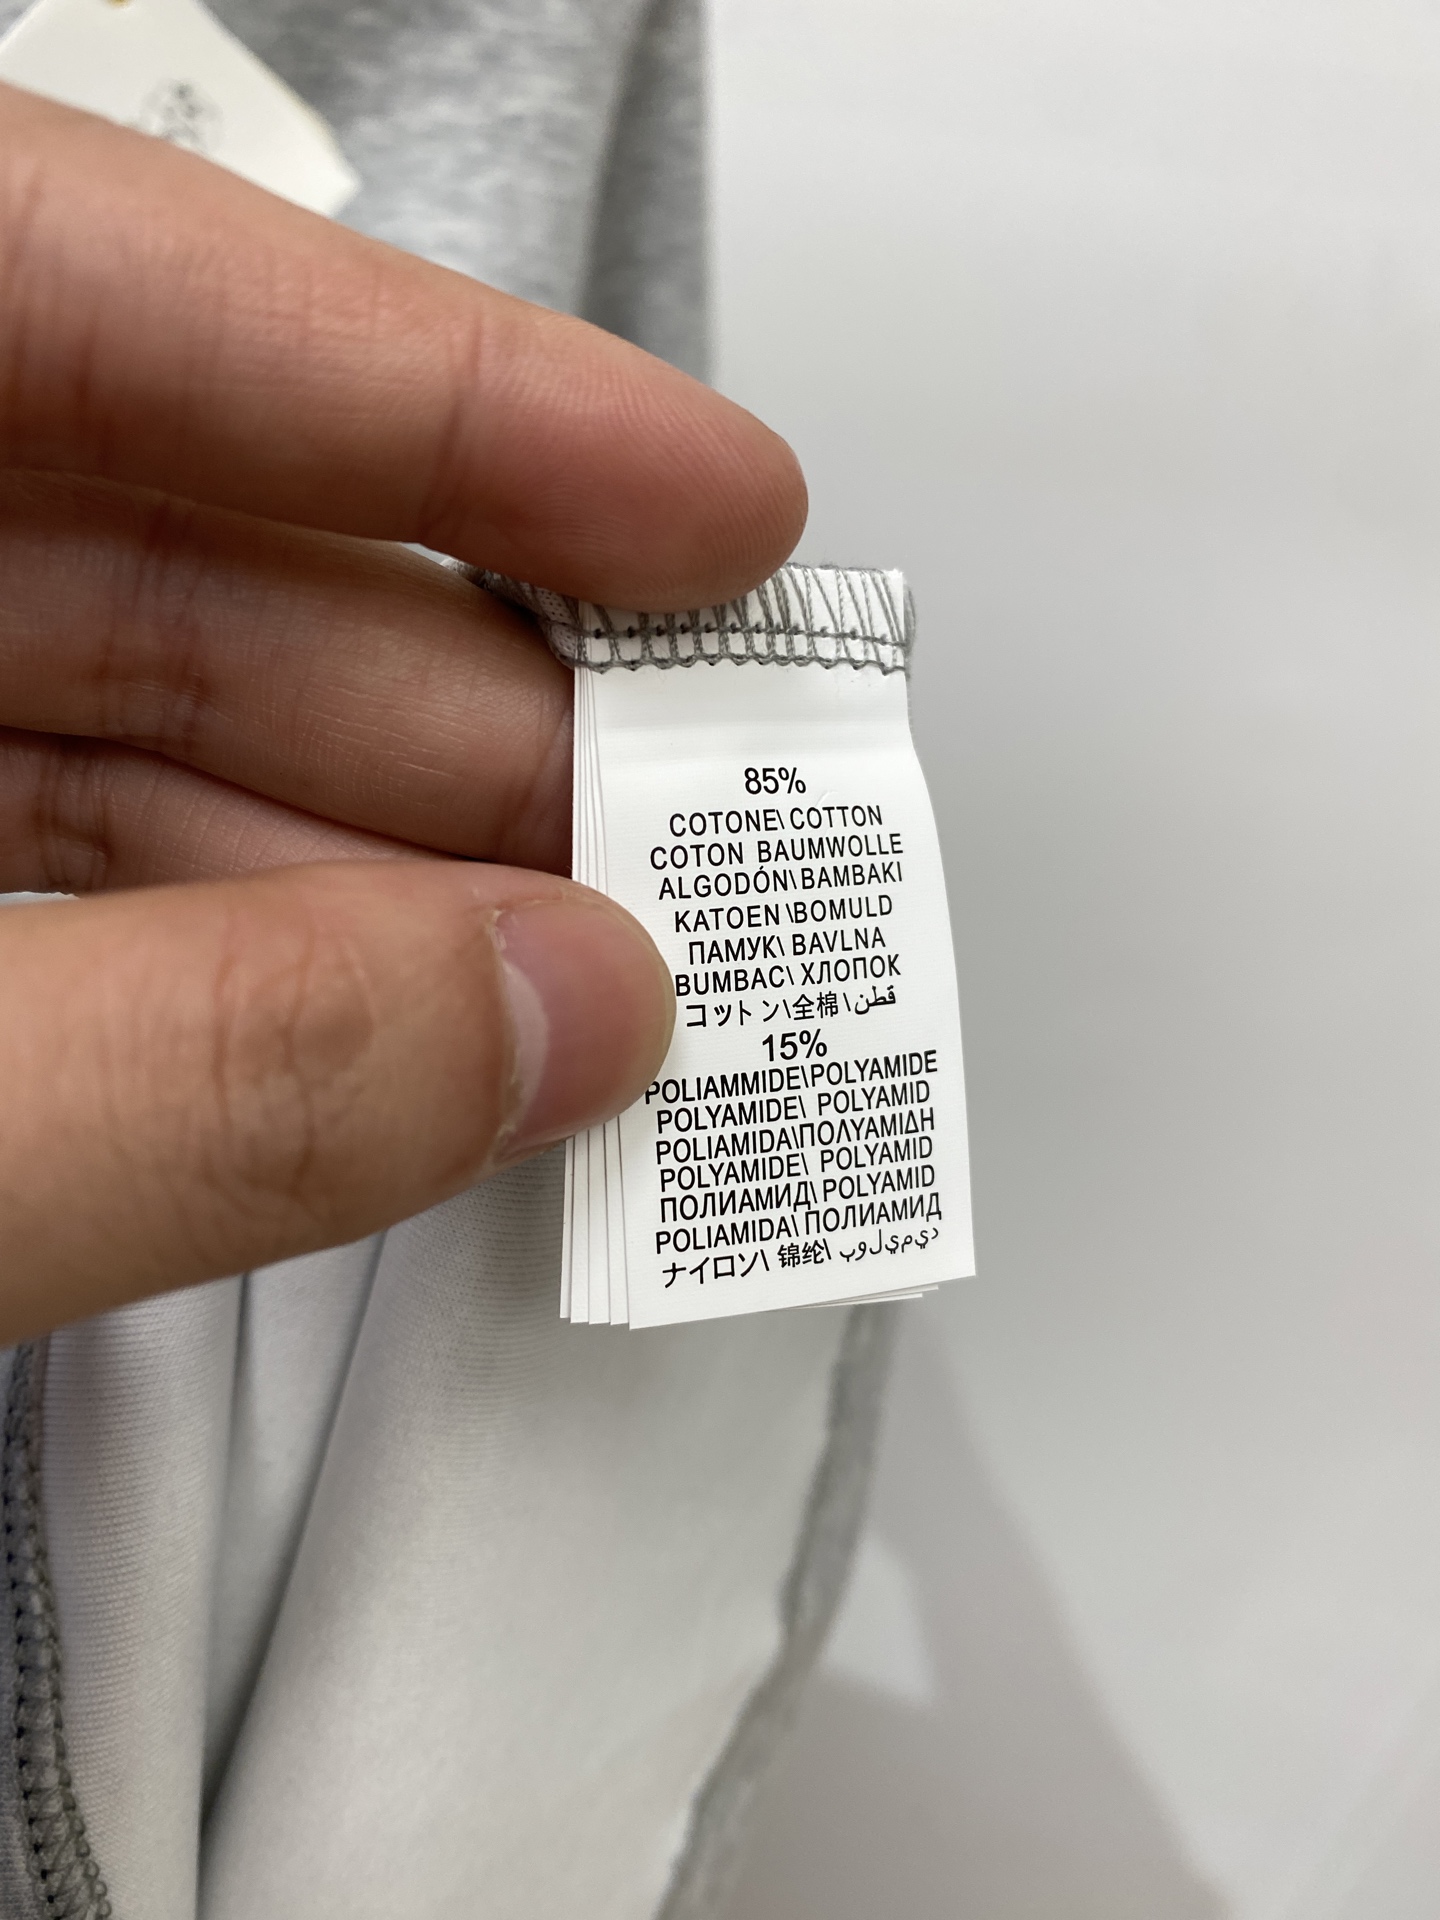 85%
COTONE\ COTTON
COTON BAUMWOLLE
ALGODÓN\ BAMBAKI
KATOEN \BOMULD
ПАМУК\ BAVLNA
BUMBAC\ ХЛОПОК
コットン\全棉\قطن
15%
POLIAMMIDE\POLYAMIDE
POLYAMIDE\ POLYAMID
POLIAMIDA\ΠΟΛΥΑΜΙΔΗ
POLYAMIDE\ POLYAMID
ПОЛИАМИД\ POLYAMID
POLIAMIDA\ ПОЛИАМИД
ナイロン\ 锦纶\ بوليميد